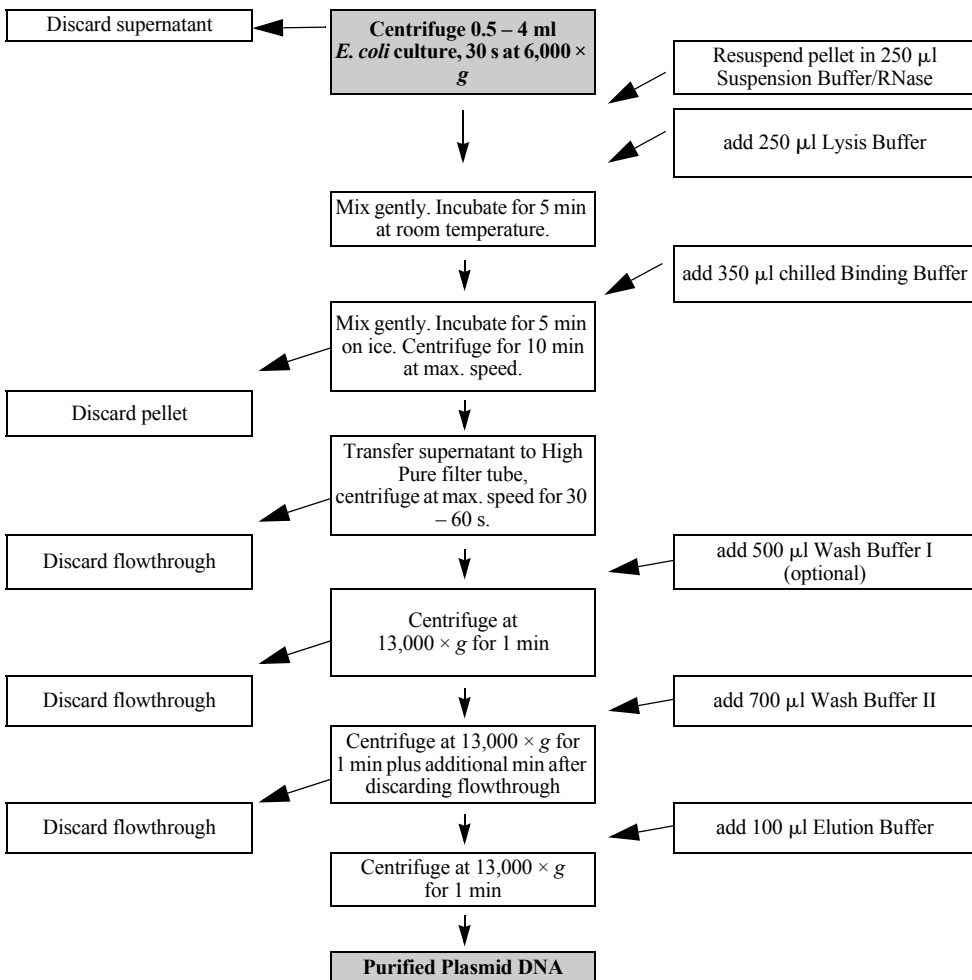 Discard supernatant
Centrifuge 0.5 – 4 ml
E. coli culture, 30 s at 6,000 ×
g
Resuspend pellet in 250 μl
Suspension Buffer/RNase
add 250 μl Lysis Buffer
Mix gently. Incubate for 5 min
at room temperature.
add 350 μl chilled Binding Buffer
Mix gently. Incubate for 5 min
on ice. Centrifuge for 10 min
at max. speed.
Discard pellet
Transfer supernatant to High
Pure filter tube,
centrifuge at max. speed for 30
– 60 s.
Discard flowthrough
add 500 μl Wash Buffer I
(optional)
Centrifuge at
13,000 × g for 1 min
Discard flowthrough
add 700 μl Wash Buffer II
Centrifuge at 13,000 × g for
1 min plus additional min after
discarding flowthrough
Discard flowthrough
add 100 μl Elution Buffer
Centrifuge at 13,000 × g
for 1 min
Purified Plasmid DNA